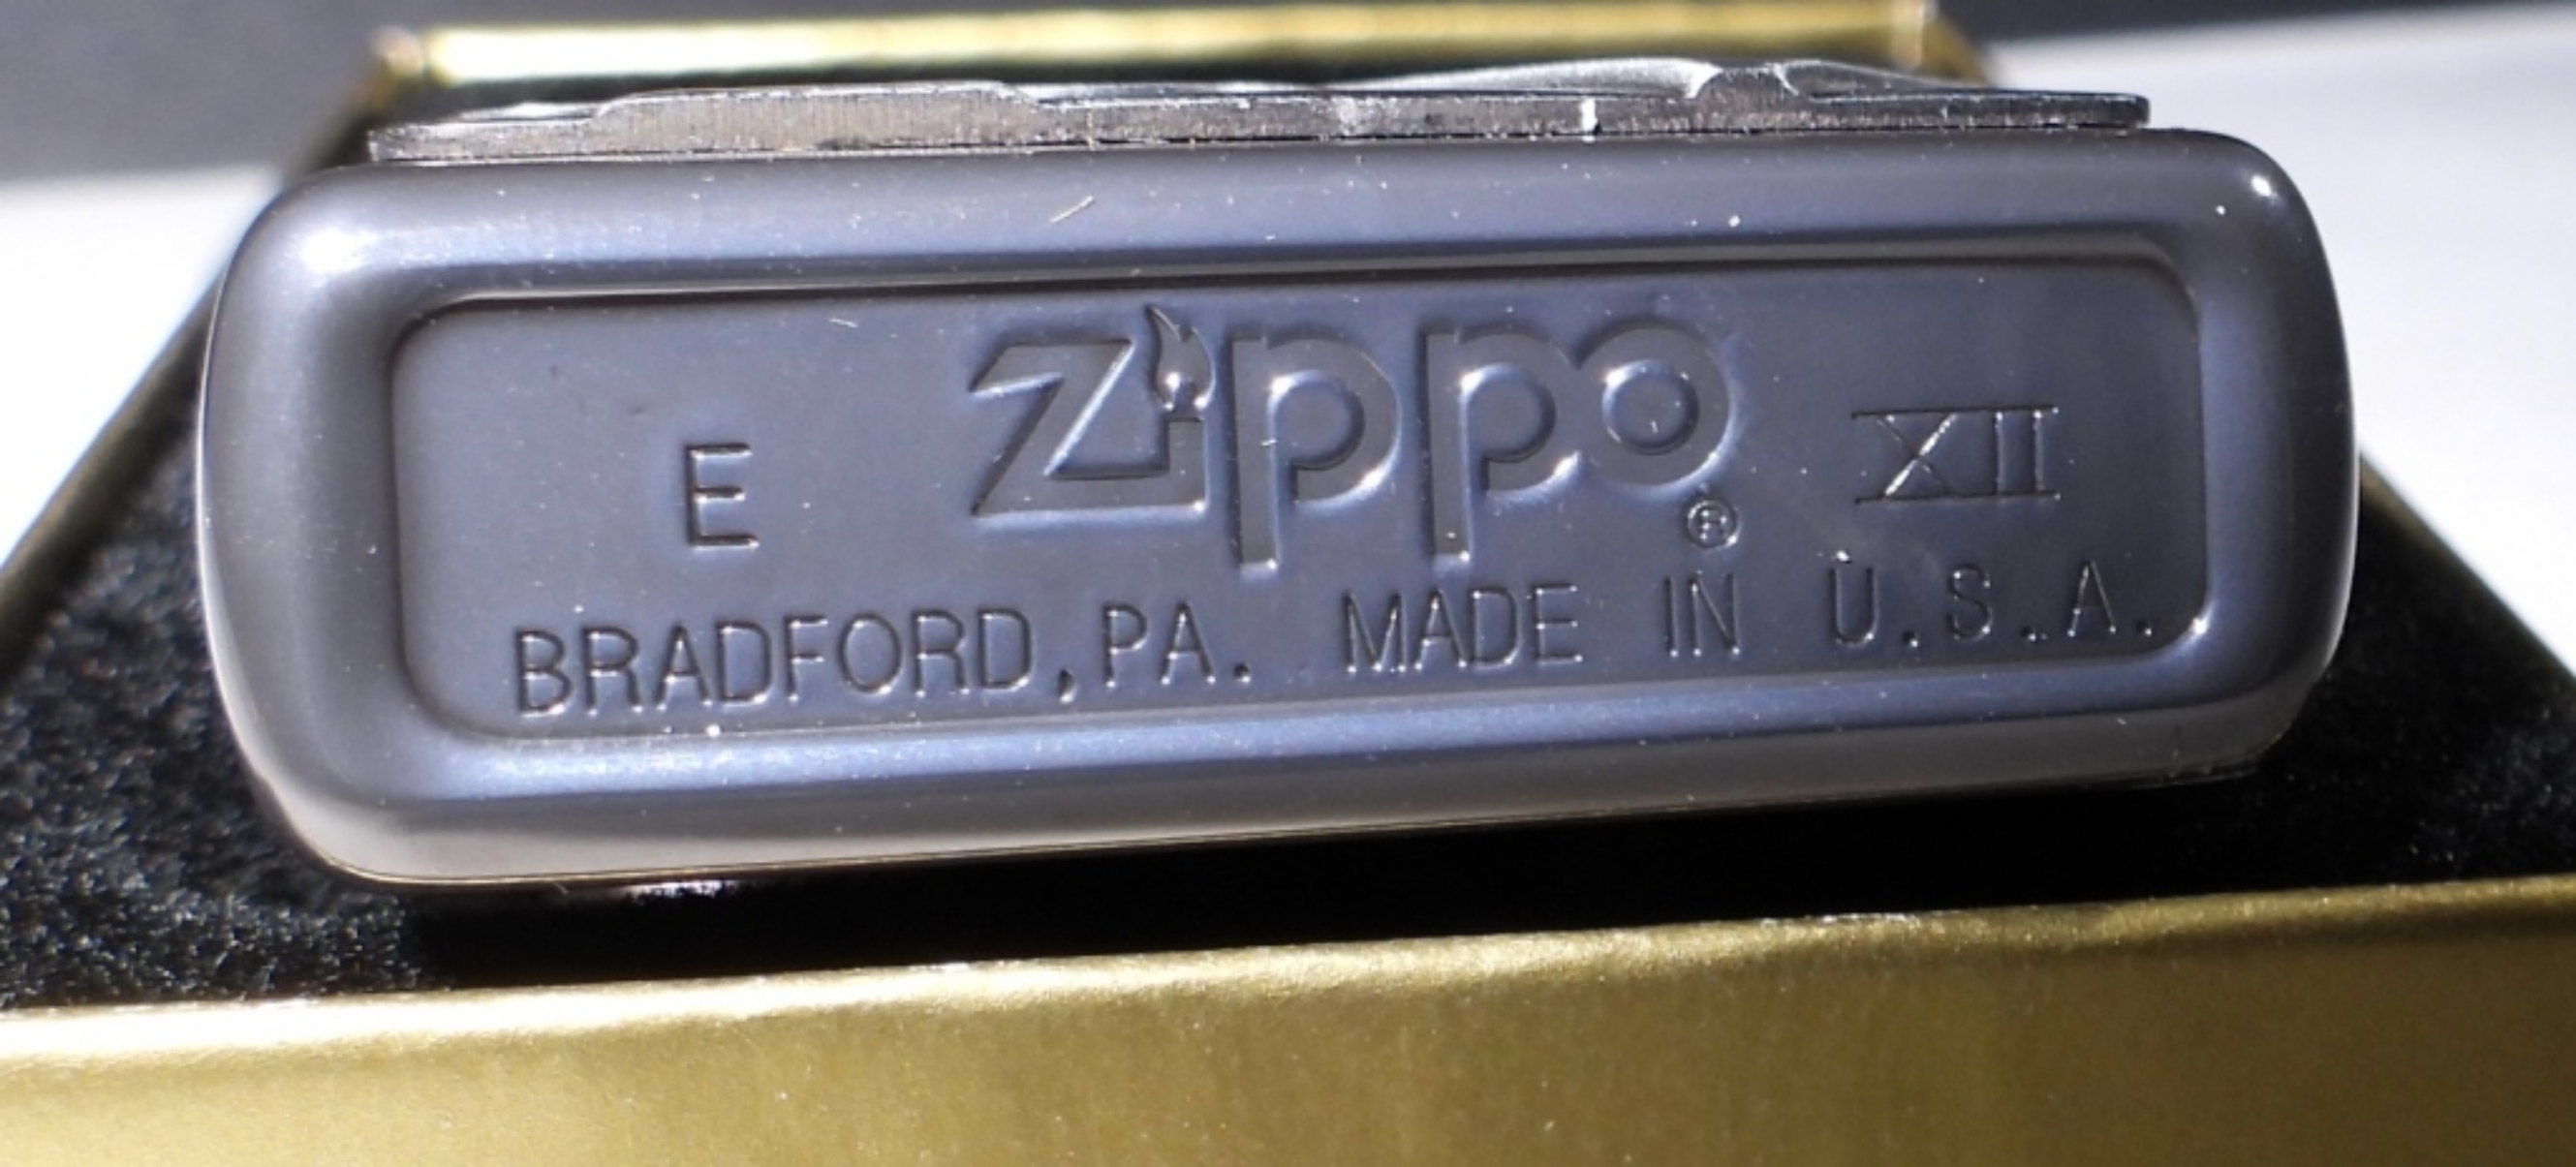 E Zippo ® XII
BRADFORD, PA. MADE IN U.S.A.